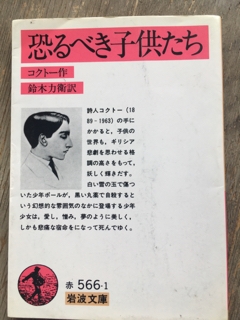 恐るべき子供たち
コクトー作
鈴木力衛訳
詩人コクトー(18
89-1963)の手に
かかると,子供の
世界も,ギリシア
悲劇を思わせる格
調の高さをもって,
妖しく輝きだす。
白い雪の玉で傷つ
いた少年ポールが,黒い丸薬で自殺すると
いう幻想的な雰囲気のなかに登場する少年
少女は,愛し,憎み,夢のように美しく,
しかも悲痛な宿命をになって死んでゆく。
赤 566-1
岩波文庫